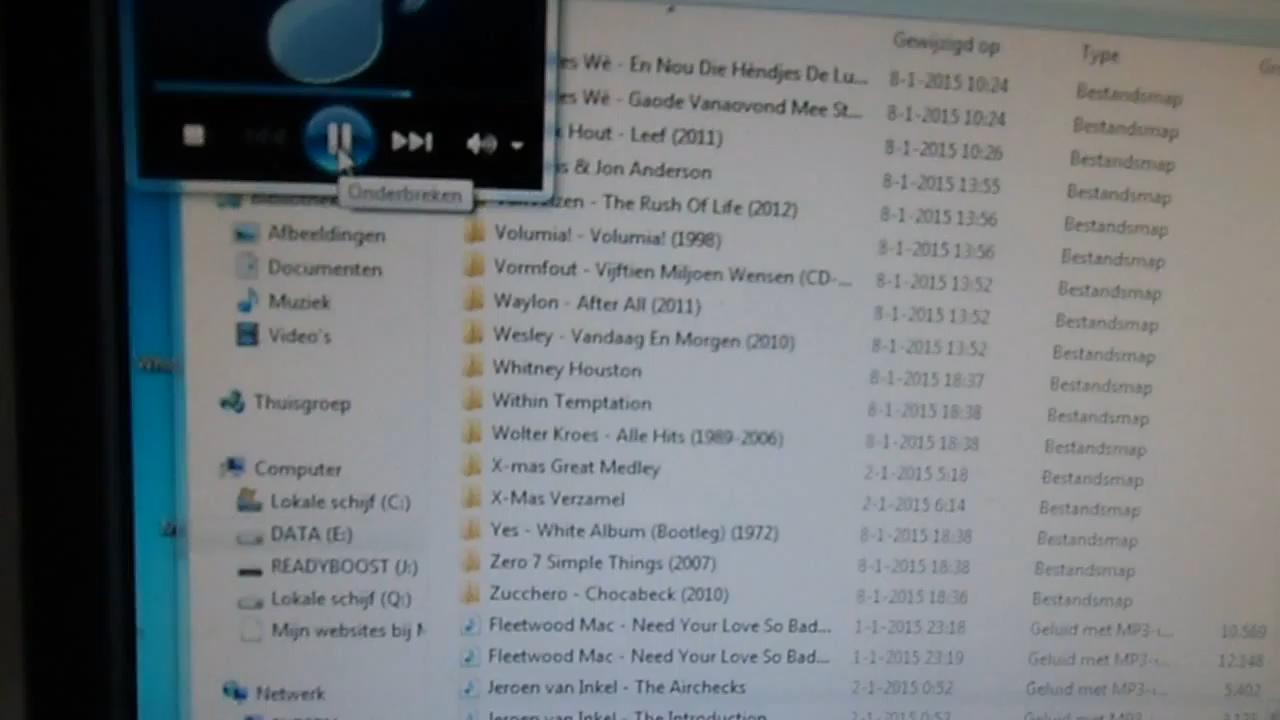 Gewijzigd op Type
es Wè - En Nou Die Hèndjes De Lu... 8-1-2015 10:24 Bestandsmap
es Wè - Gaode Vanaovond Mee St... 8-1-2015 10:24 Bestandsmap
Hout - Leef (2011) 8-1-2015 10:26 Bestandsmap
s & Jon Anderson 8-1-2015 13:55 Bestandsmap
Onderbreken
zen - The Rush Of Life (2012) 8-1-2015 13:56 Bestandsmap
Afbeeldingen Volumia! - Volumia! (1998) 8-1-2015 13:56 Bestandsmap
Documenten Vormfout - Vijftien Miljoen Wensen (CD-... 8-1-2015 13:52 Bestandsmap
Muziek Waylon - After All (2011) 8-1-2015 13:52 Bestandsmap
Video's Wesley - Vandaag En Morgen (2010) 8-1-2015 13:52 Bestandsmap
Whitney Houston 8-1-2015 18:37 Bestandsmap
Thuisgroep Within Temptation 8-1-2015 18:38 Bestandsmap
Wolter Kroes - Alle Hits (1989-2006) 8-1-2015 18:38 Bestandsmap
Computer X-mas Great Medley 2-1-2015 5:18 Bestandsmap
Lokale schijf (C:) X-Mas Verzamel 2-1-2015 6:14 Bestandsmap
DATA (E:) Yes - White Album (Bootleg) (1972) 8-1-2015 18:38 Bestandsmap
READYBOOST (J:) Zero 7 Simple Things (2007) 8-1-2015 18:38 Bestandsmap
Lokale schijf (Q:) Zucchero - Chocabeck (2010) 8-1-2015 18:36 Bestandsmap
Mijn websites bij Fleetwood Mac - Need Your Love So Bad... 1-1-2015 23:18 Geluid met MP3-... 10.569
Fleetwood Mac - Need Your Love So Bad... 1-1-2015 23:19 Geluid met MP3-... 12.348
Netwerk Jeroen van Inkel - The Airchecks 2-1-2015 0:52 Geluid met MP3-... 5.402
Jeroen van Inkel - The Introduction